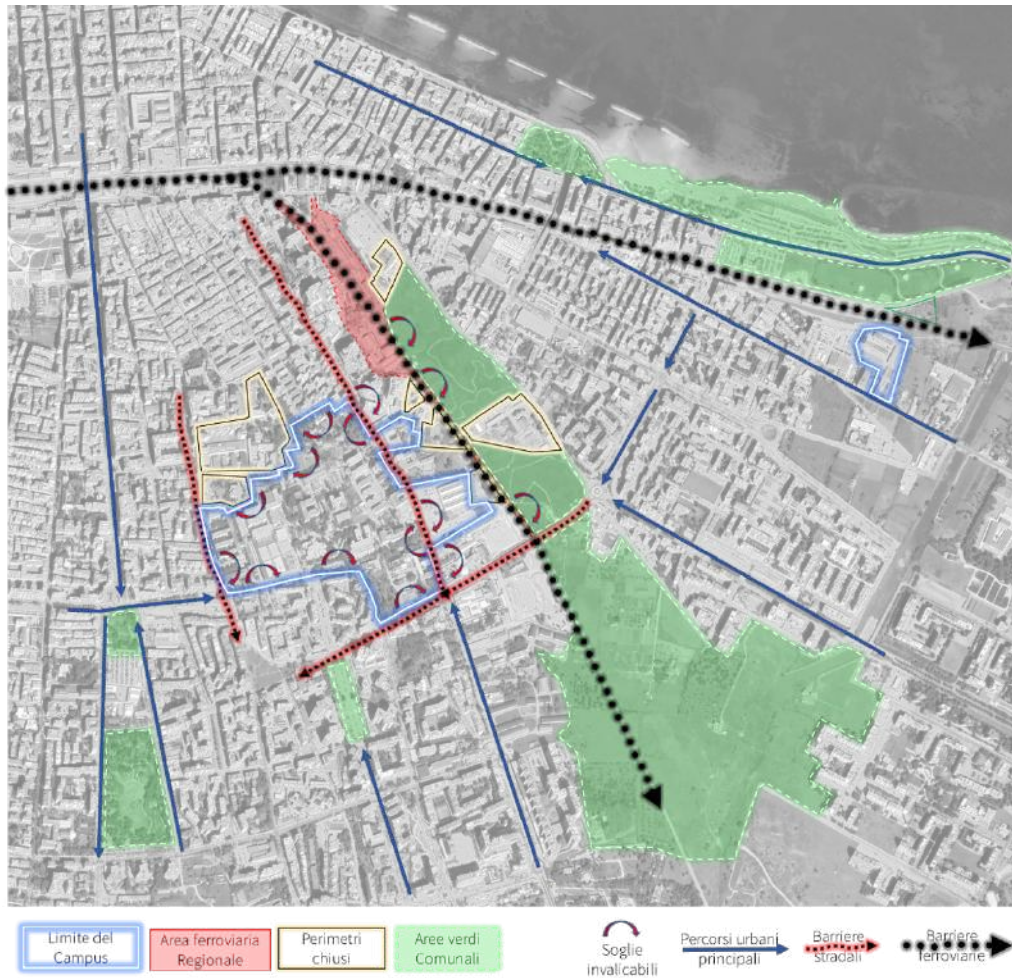 Limite del
Campus
Area ferroviaria
Regionale
Perimetri
chiusi
Aree verdi
Comunali
Soglie
invalicabili
Percorsi urbani
principali
Barriere
stradali
Barriere
ferroviarie